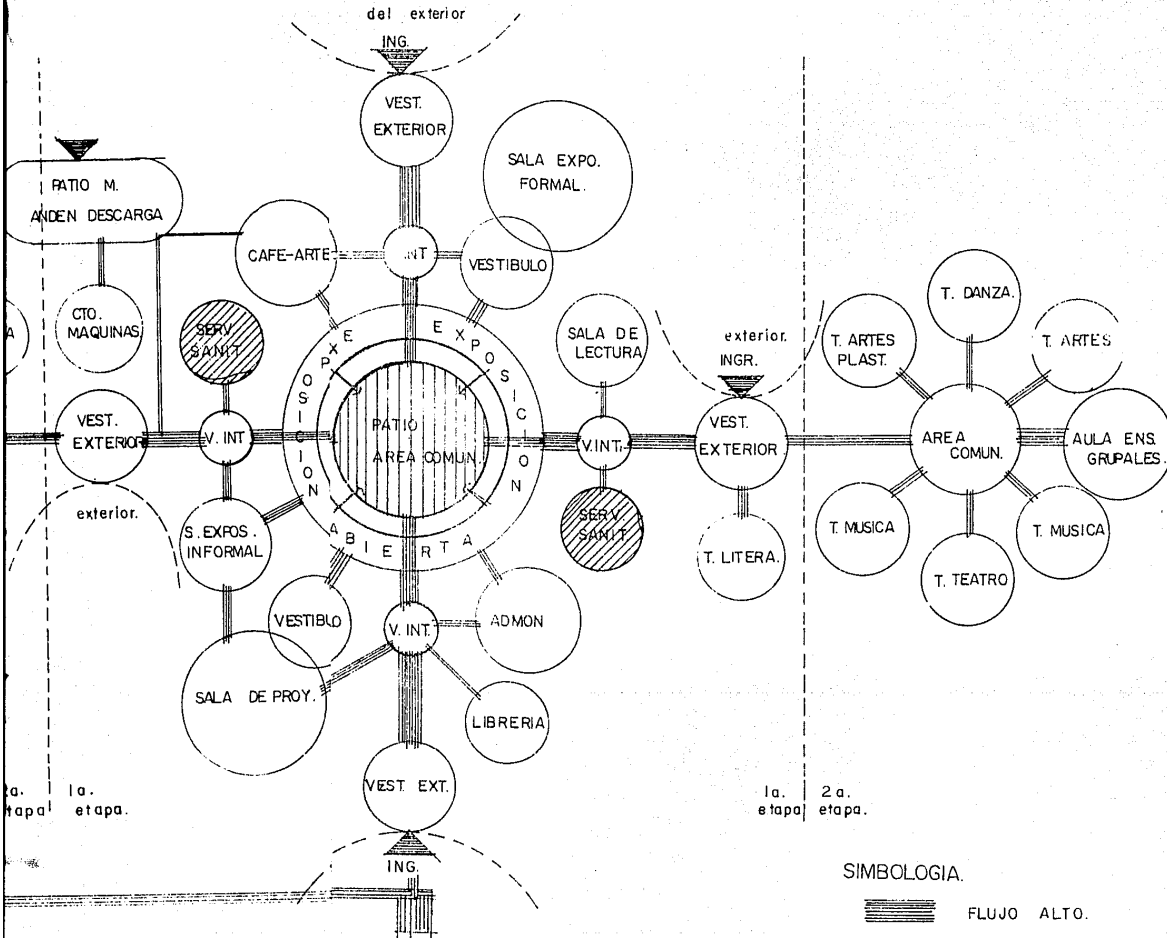 del exterior
ING.
VEST.
EXTERIOR
SALA EXPO.
FORMAL.
PATIO M.
ANDEN DESCARGA
CAFE-ARTE
.NT
VESTIBULO
T. DANZA.
CTO.
MAQUINAS
A
SERV.
SANIT
SALA DE
LECTURA
exterior.
INGR.
T. ARTES
PLAST.
T. ARTES
EXPOSICION
EXPOSICION
ABIERTA
PATIO
AREA COMUN.
VEST.
EXTERIOR
V. INT
V.INT.
VEST.
EXTERIOR
AREA
COMUN.
AULA ENS.
GRUPALES.
exterior.
S. EXPOS.
INFORMAL
SERV.
SANIT
T. LITERA.
T. MUSICA
T. MUSICA
T. TEATRO
VESTIBLO
V. INT.
ADMON
SALA DE PROY.
LIBRERIA
VEST. EXT.
2a.
etapa
1a.
etapa.
1a.
etapa
2a.
etapa.
ING.
SIMBOLOGIA.
FLUJO ALTO.